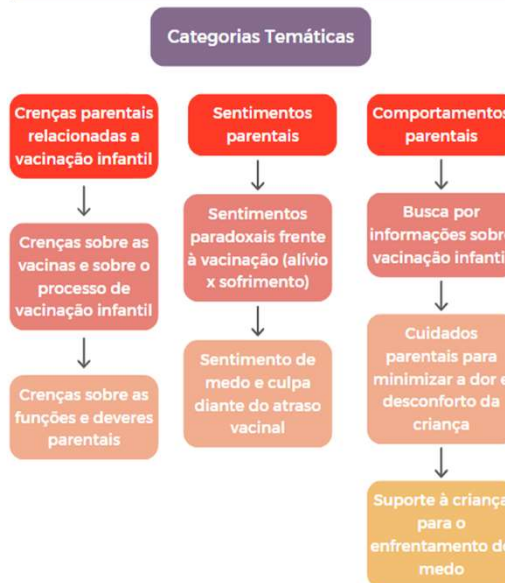 Categorias Temáticas
Crenças parentais
relacionadas a
vacinação infantil
Crenças sobre as
vacinas e sobre o
processo de
vacinação infantil
Crenças sobre as
funções e deveres
parentais
Sentimentos
parentais
Sentimentos
paradoxais frente
à vacinação (alívio
x sofrimento)
Sentimento de
medo e culpa
diante do atraso
vacinal
Comportamentos
parentais
Busca por
informações sobre
vacinação infantil
Cuidados
parentais para
minimizar a dor e
desconforto da
criança
Suporte à criança
para o
enfrentamento do
medo